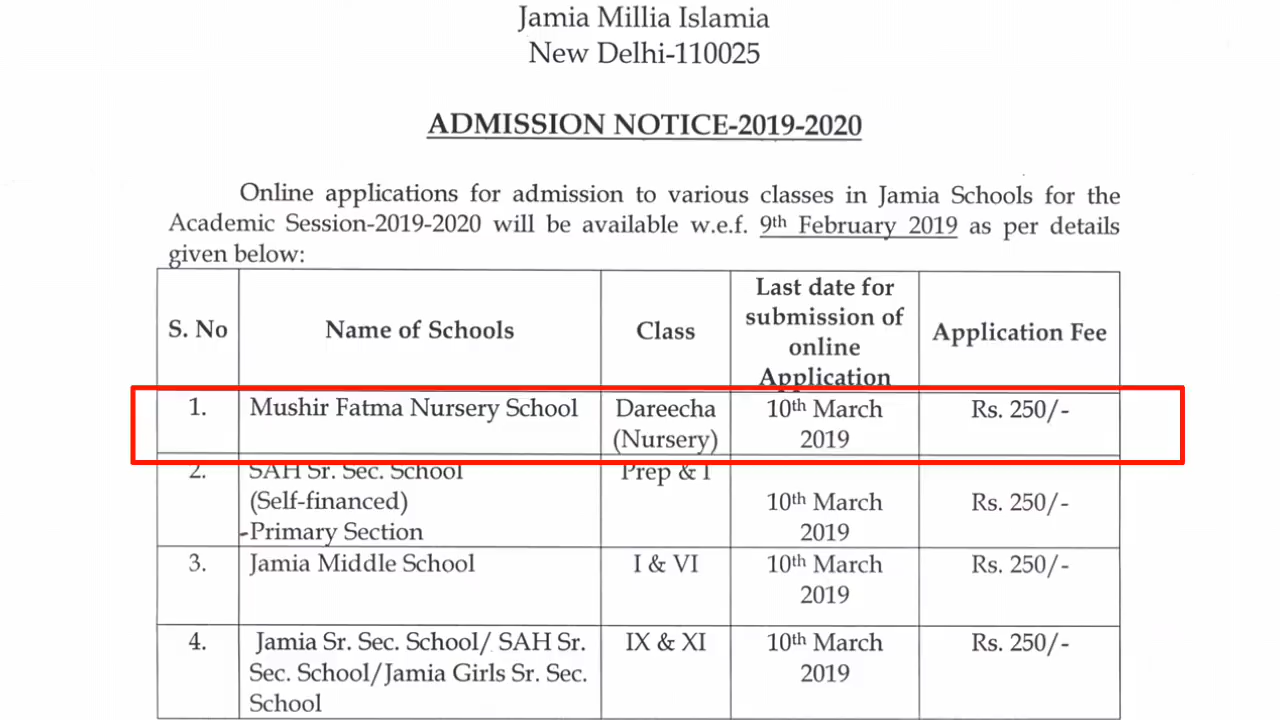 Jamia Millia Islamia
New Delhi-110025
ADMISSION NOTICE-2019-2020
Online applications for admission to various classes in Jamia Schools for the
Academic Session-2019-2020 will be available w.e.f. 9th February 2019 as per details
given below:
S. No
Name of Schools
Class
Last date for
submission of
online
Application
Application Fee
1.
Mushir Fatma Nursery School
Dareecha
(Nursery)
10th March
2019
Rs. 250/-
2.
SAH Sr. Sec. School
(Self-financed)
-Primary Section
Prep & I
10th March
2019
Rs. 250/-
3.
Jamia Middle School
I & VI
10th March
2019
Rs. 250/-
4.
Jamia Sr. Sec. School/ SAH Sr.
Sec. School/Jamia Girls Sr. Sec.
School
IX & XI
10th March
2019
Rs. 250/-